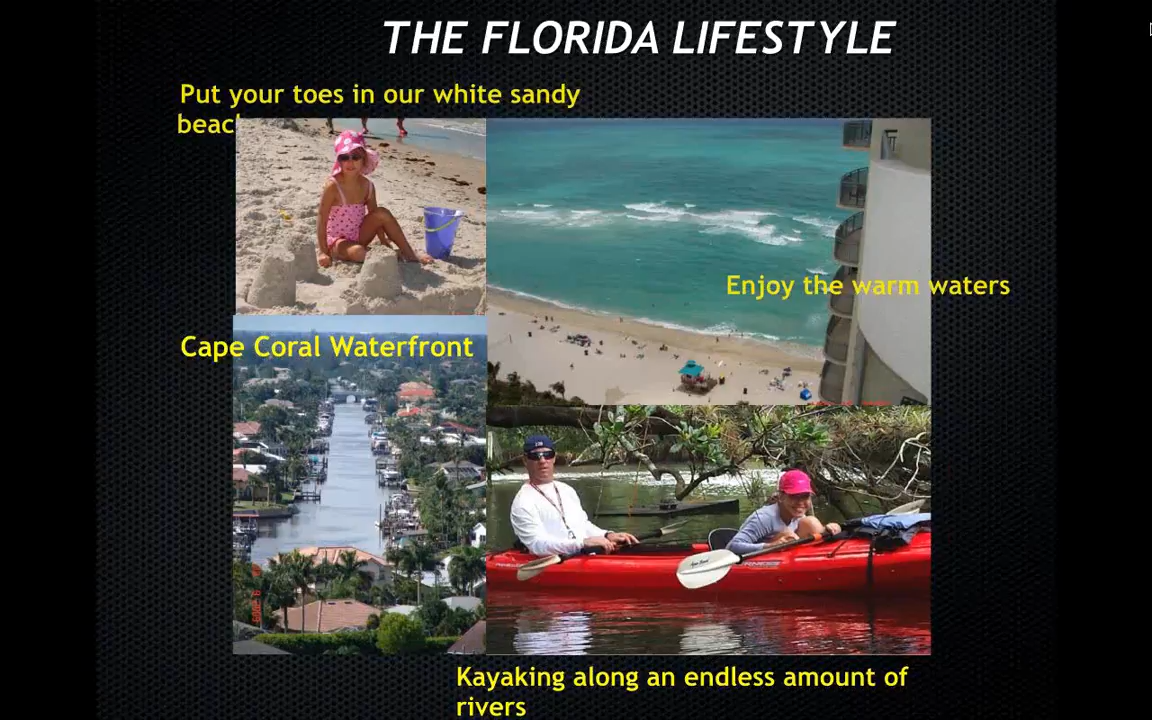 THE FLORIDA LIFESTYLE
Put your toes in our white sandy
beac
Enjoy the warm waters
Cape Coral Waterfront
Kayaking along an endless amount of
rivers